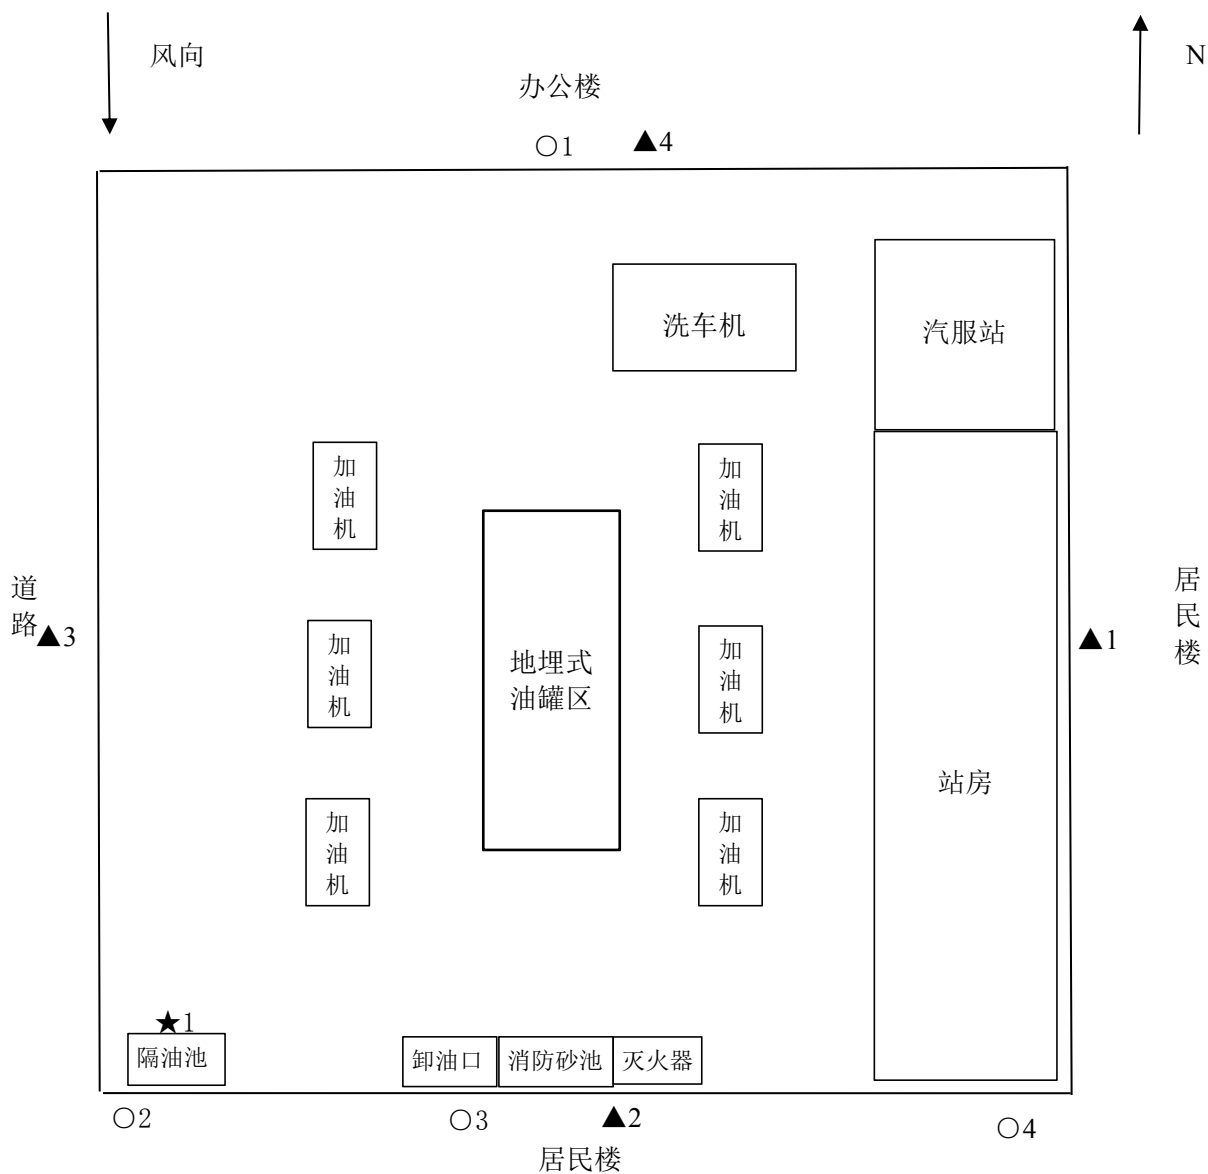 风向
N
办公楼
○1
▲4
洗车机
汽服站
加
油
机
加
油
机
道
路
▲3
居
民
楼
▲1
加
油
机
地埋式
油罐区
加
油
机
站房
加
油
机
加
油
机
★1
隔油池
卸油口
消防砂池
灭火器
○2
○3
▲2
○4
居民楼